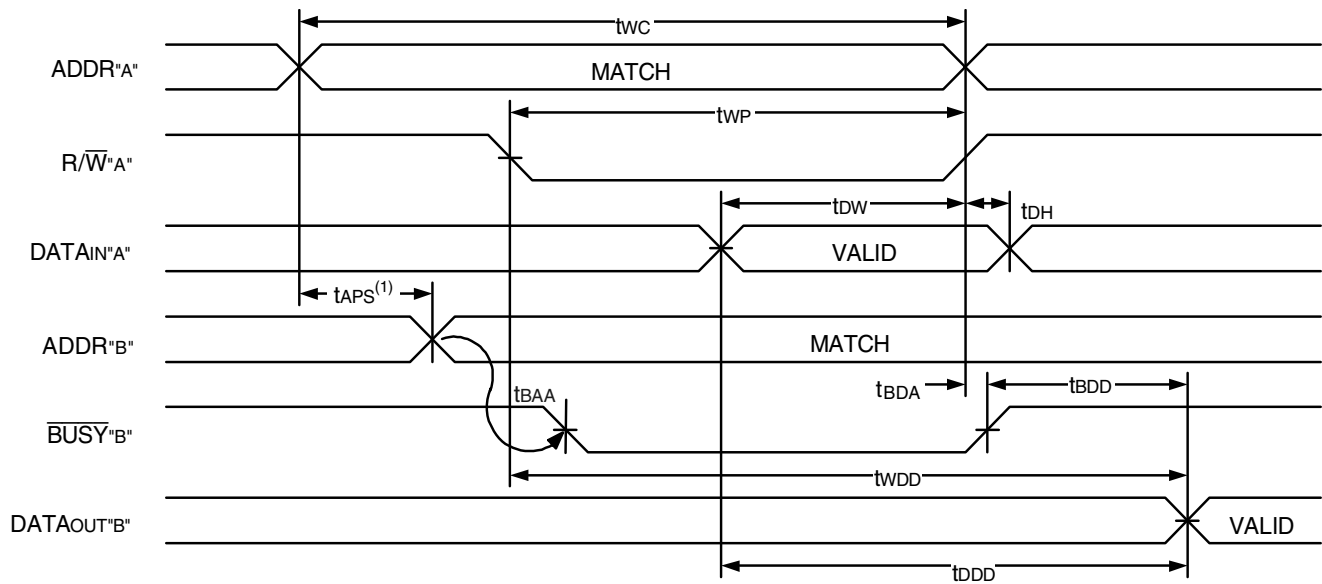 tWC
ADDR"A"
MATCH
tWP
R/W̅"A"
tDW
tDH
DATAIN"A"
VALID
tAPS(1)
ADDR"B"
MATCH
tBAA
tBDA
tBDD
B̅U̅S̅Y̅"B"
tWDD
DATAOUT"B"
VALID
tDDD